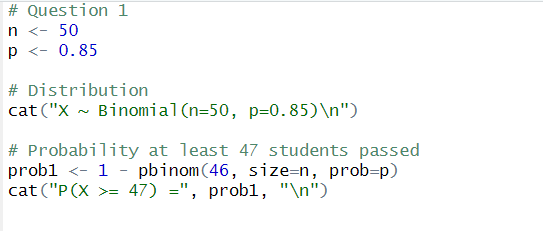 # Question 1
n <- 50
p <- 0.85
# Distribution
cat("X ~ Binomial(n=50, p=0.85)\n")
# Probability at least 47 students passed
prob1 <- 1 - pbinom(46, size=n, prob=p)
cat("P(X >= 47) =", prob1, "\n")